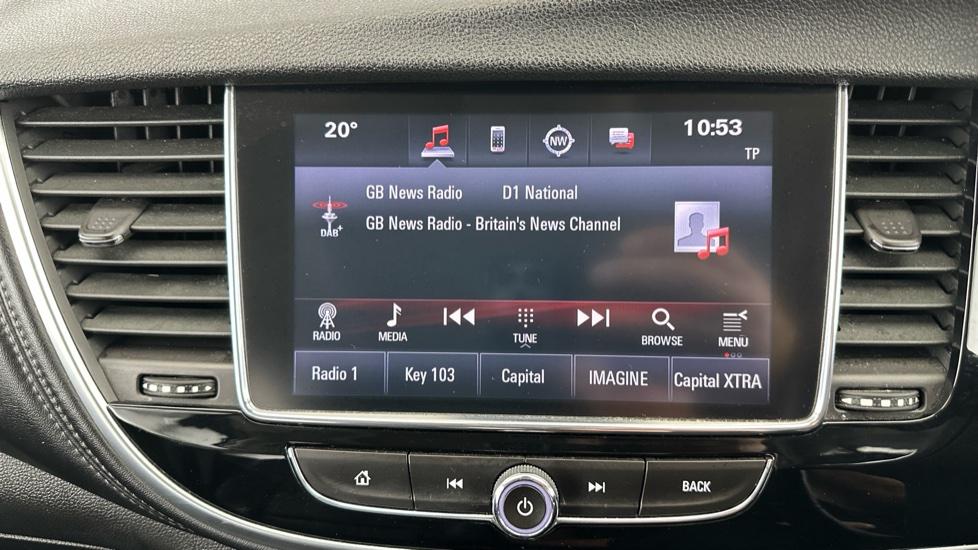 20° NW 10:53
TP
GB News Radio D1 National
DAB+ GB News Radio - Britain's News Channel
RADIO MEDIA TUNE BROWSE MENU
Radio 1 Key 103 Capital IMAGINE Capital XTRA
BACK